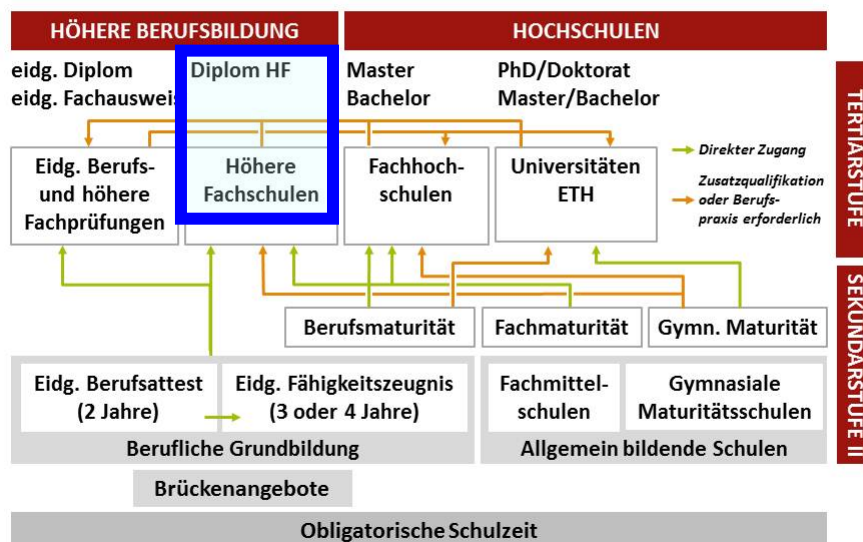 HÖHERE BERUFSBILDUNG
HOCHSCHULEN
eidg. Diplom
eidg. Fachausweis
Diplom HF
Master
Bachelor
PhD/Doktorat
Master/Bachelor
Eidg. Berufs-
und höhere
Fachprüfungen
Höhere
Fachschulen
Fachhoch-
schulen
Universitäten
ETH
Direkter Zugang
Zusatzqualifikation
oder Berufs-
praxis erforderlich
TERTIÄRSTUFE
Berufsmaturität
Fachmaturität
Gymn. Maturität
Eidg. Berufsattest
(2 Jahre)
Eidg. Fähigkeitszeugnis
(3 oder 4 Jahre)
Fachmittel-
schulen
Gymnasiale
Maturitätsschulen
Berufliche Grundbildung
Allgemein bildende Schulen
SEKUNDARSTUFE II
Brückenangebote
Obligatorische Schulzeit